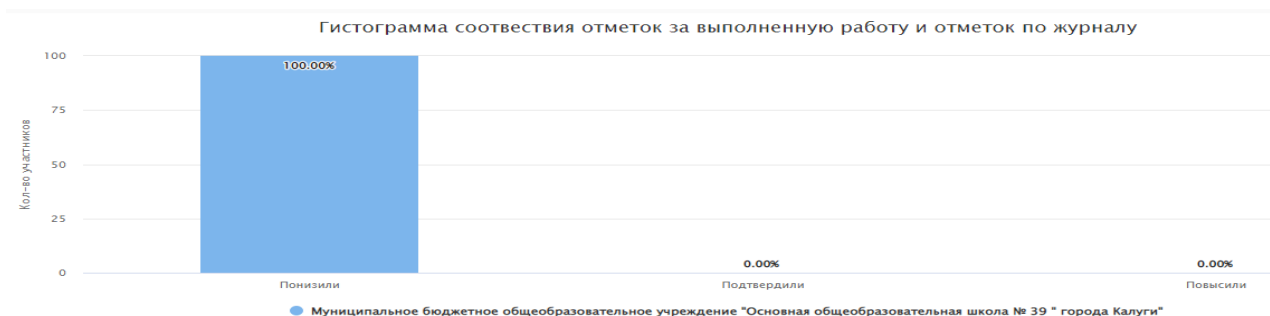 Гистограмма соотвествия отметок за выполненную работу и отметок по журналу
100
100.00%
75
Кол-во участников
50
25
0.00%
0.00%
0
Понизили
Подтвердили
Повысили
Муниципальное бюджетное общеобразовательное учреждение "Основная общеобразовательная школа № 39 " города Калуги"